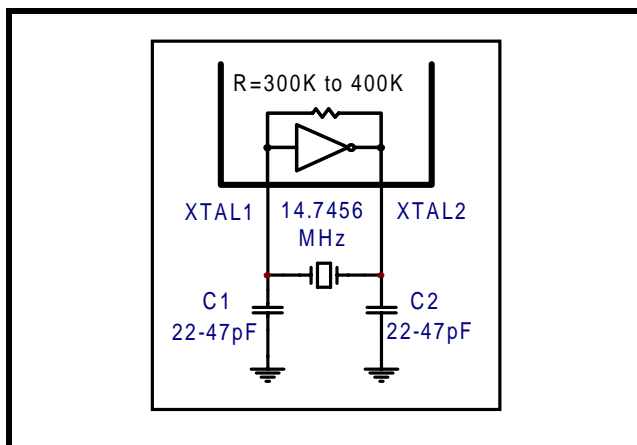 R=300K to 400K
XTAL1
14.7456
MHz
XTAL2
C1
22-47pF
C2
22-47pF